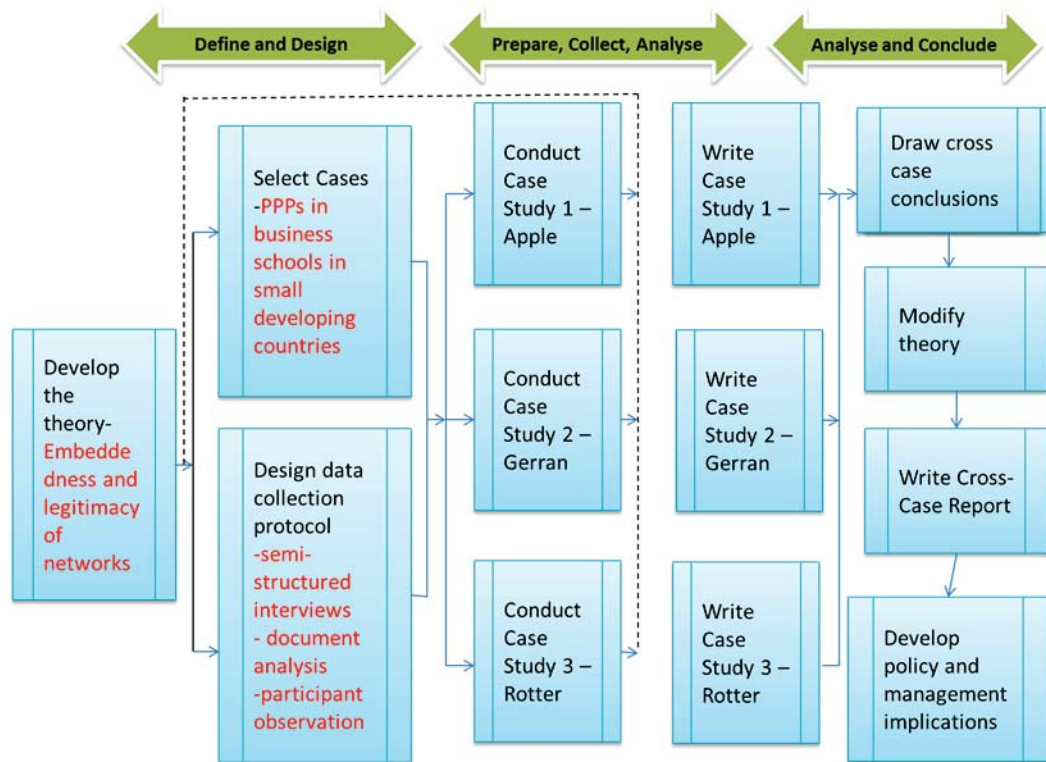 Define and Design
Prepare, Collect, Analyse
Analyse and Conclude
Develop
the
theory-
Embedde
dness and
legitimacy
of
networks
Select Cases
-PPPs in
business
schools in
small
developing
countries
Design data
collection
protocol
-semi-
structured
interviews
- document
analysis
-participant
observation
Conduct
Case
Study 1 –
Apple
Conduct
Case
Study 2 –
Gerran
Conduct
Case
Study 3 –
Rotter
Write
Case
Study 1 –
Apple
Write
Case
Study 2 –
Gerran
Write
Case
Study 3 –
Rotter
Draw cross
case
conclusions
Modify
theory
Write Cross-
Case Report
Develop
policy and
management
implications